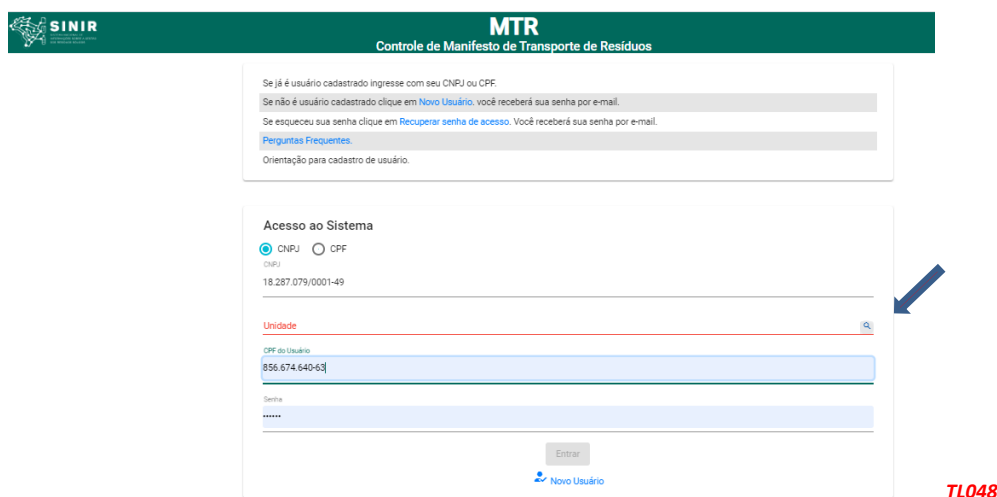 SINIR
MTR
Controle de Manifesto de Transporte de Resíduos
Se já é usuário cadastrado ingresse com seu CNPJ ou CPF.
Se não é usuário cadastrado clique em Novo Usuário. você receberá sua senha por e-mail.
Se esqueceu sua senha clique em Recuperar senha de acesso. Você receberá sua senha por e-mail.
Perguntas Frequentes.
Orientação para cadastro de usuário.
Acesso ao Sistema
CNPJ CPF
CNPJ
18.287.079/0001-49
Unidade
CPF do Usuário
856.674.640-63
Senha
••••••
Entrar
Novo Usuário
TL048